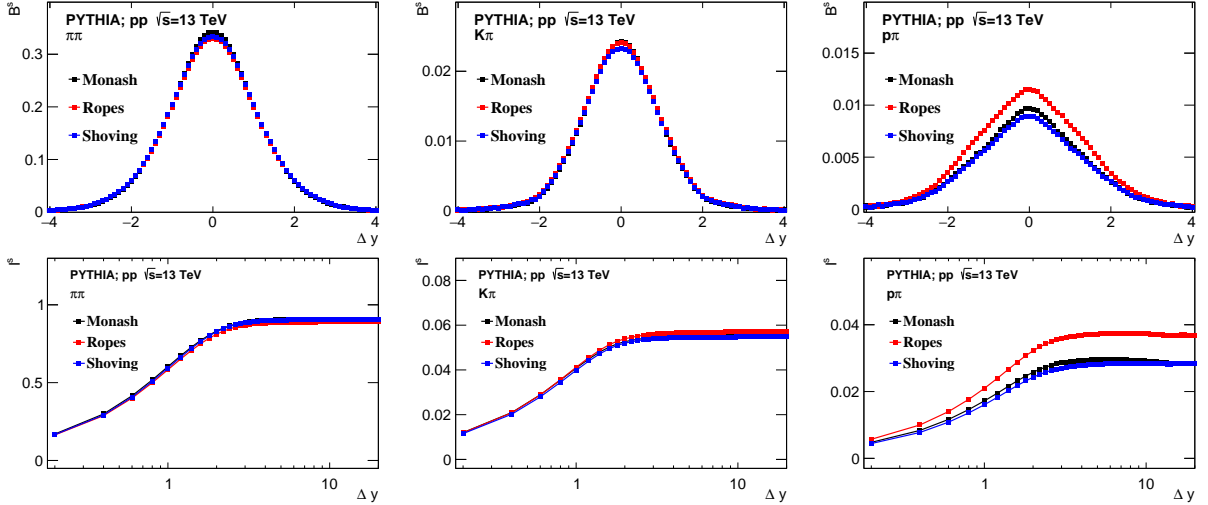 B^s
PYTHIA; pp √s=13 TeV
ππ
Monash
Ropes
Shoving
0.3
0.2
0.1
0
−4 −2 0 2 4
Δ y
B^s
PYTHIA; pp √s=13 TeV
Kπ
Monash
Ropes
Shoving
0.02
0.01
0
−4 −2 0 2 4
Δ y
B^s
PYTHIA; pp √s=13 TeV
pπ
Monash
Ropes
Shoving
0.015
0.01
0.005
0
−4 −2 0 2 4
Δ y
I^s
PYTHIA; pp √s=13 TeV
ππ
Monash
Ropes
Shoving
1
0.5
0
1 10
Δ y
I^s
PYTHIA; pp √s=13 TeV
Kπ
Monash
Ropes
Shoving
0.08
0.06
0.04
0.02
0
1 10
Δ y
I^s
PYTHIA; pp √s=13 TeV
pπ
Monash
Ropes
Shoving
0.04
0.02
0
1 10
Δ y